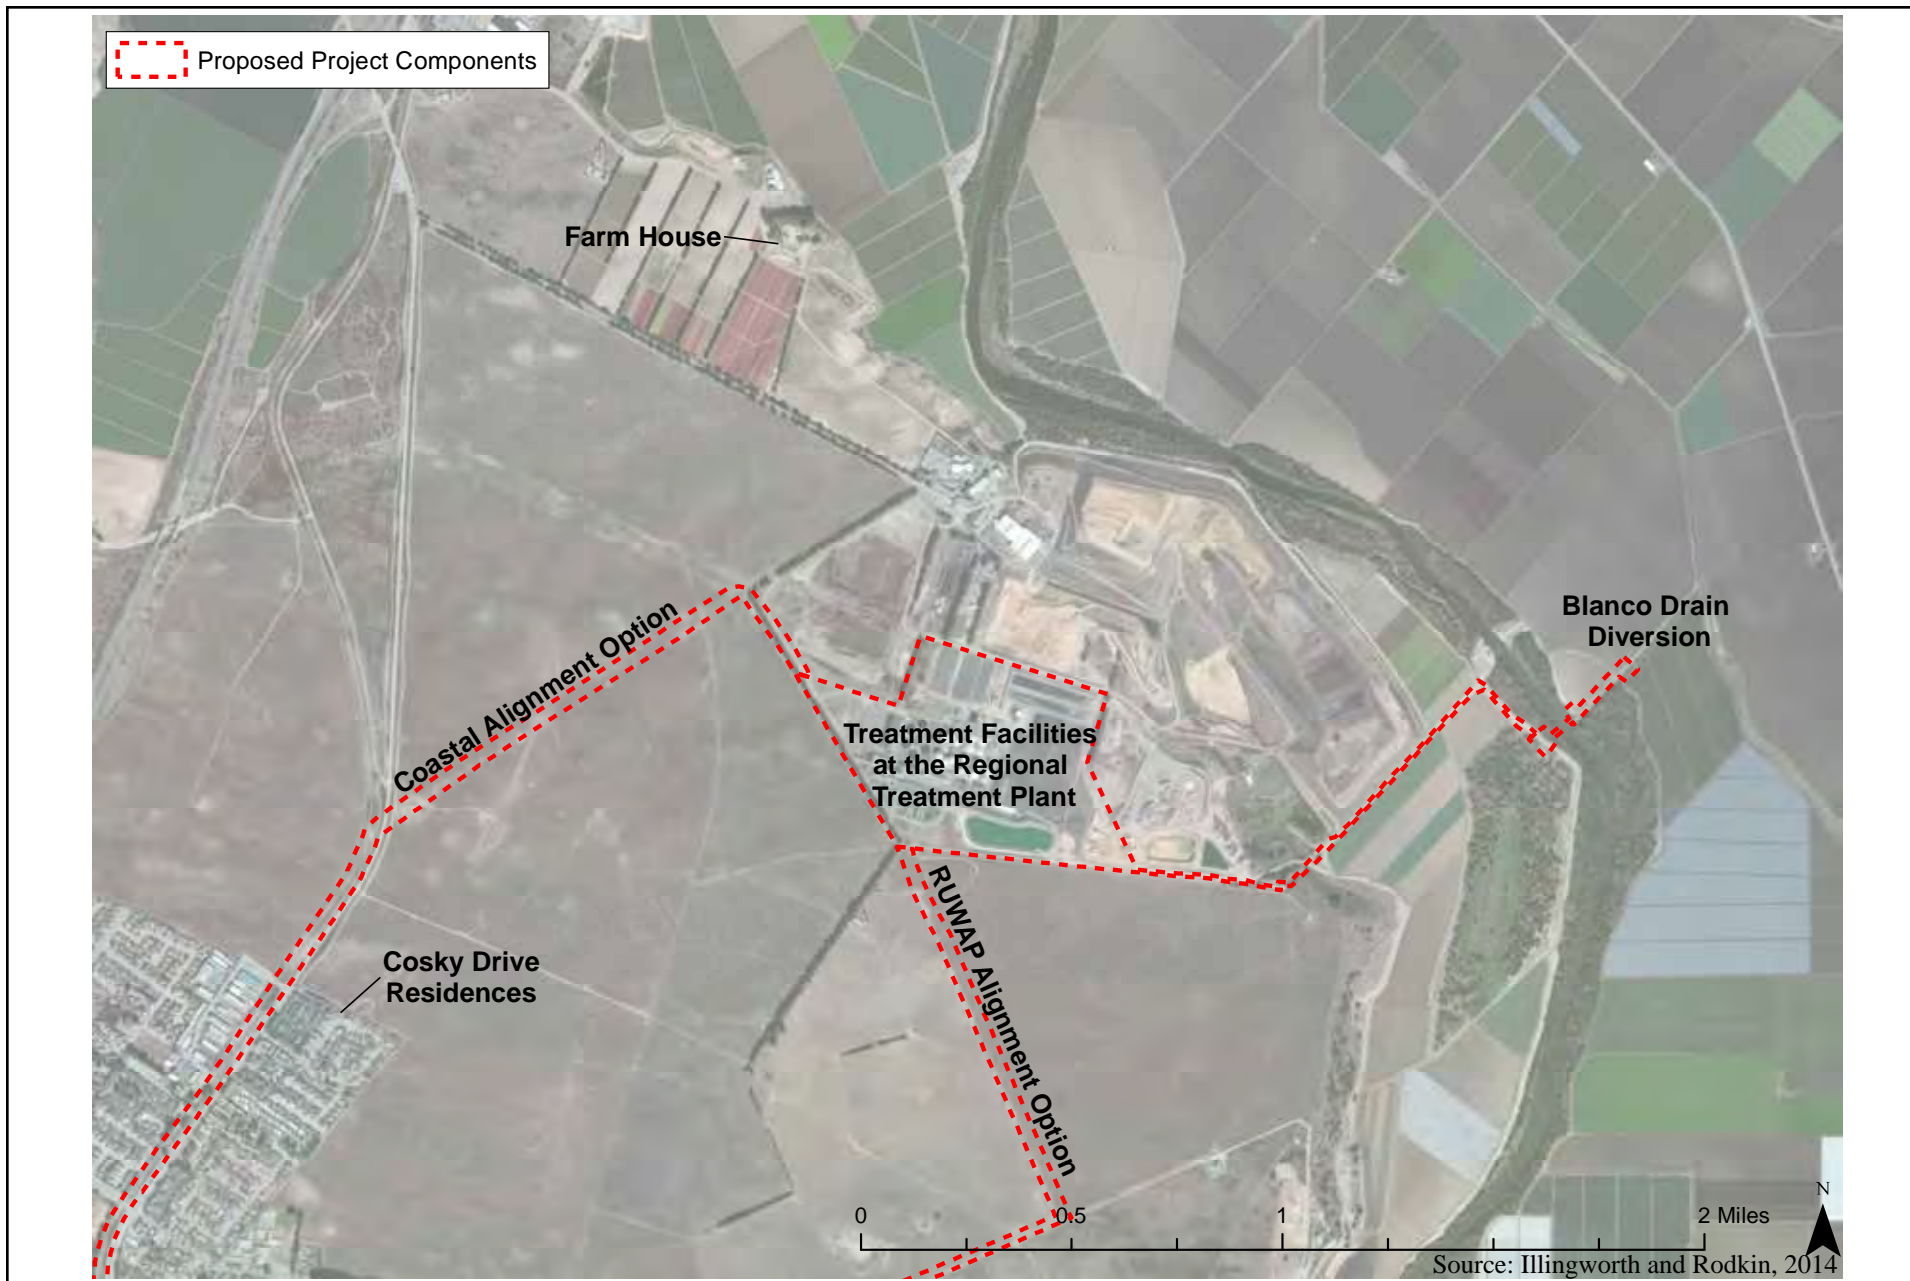 Proposed Project Components
Farm House
Blanco Drain
Diversion
Coastal Alignment Option
Treatment Facilities
at the Regional
Treatment Plant
RUWAP Alignment Option
Cosky Drive
Residences
N
0 0.5 1 2 Miles
Source: Illingworth and Rodkin, 2014